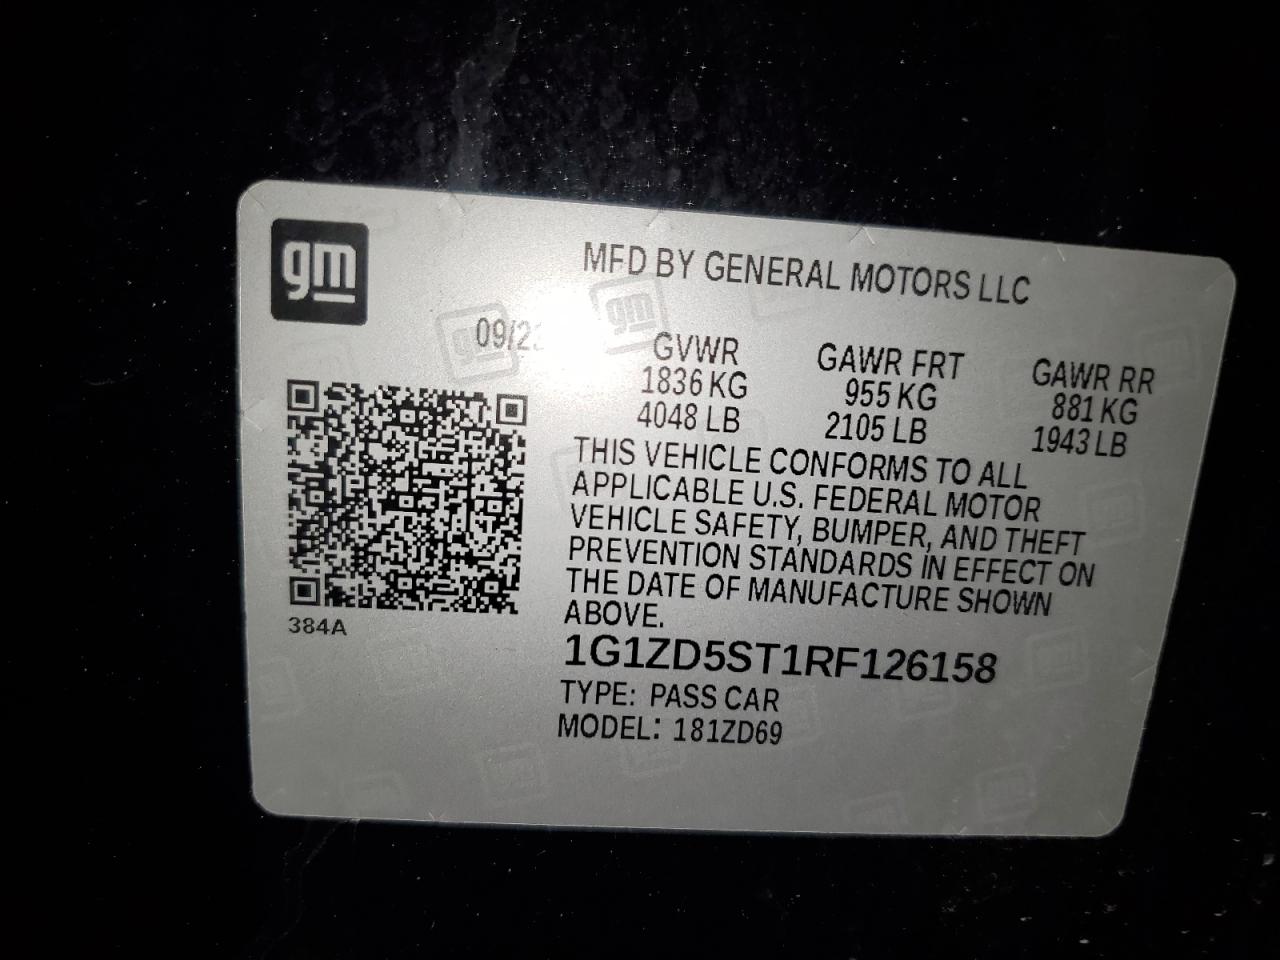 gm
MFD BY GENERAL MOTORS LLC
GVWR GAWR FRT GAWR RR
1836 KG 955 KG 881 KG
4048 LB 2105 LB 1943 LB
THIS VEHICLE CONFORMS TO ALL
APPLICABLE U.S. FEDERAL MOTOR
VEHICLE SAFETY, BUMPER, AND THEFT
PREVENTION STANDARDS IN EFFECT ON
THE DATE OF MANUFACTURE SHOWN
ABOVE.
384A
1G1ZD5ST1RF126158
TYPE: PASS CAR
MODEL: 181ZD69